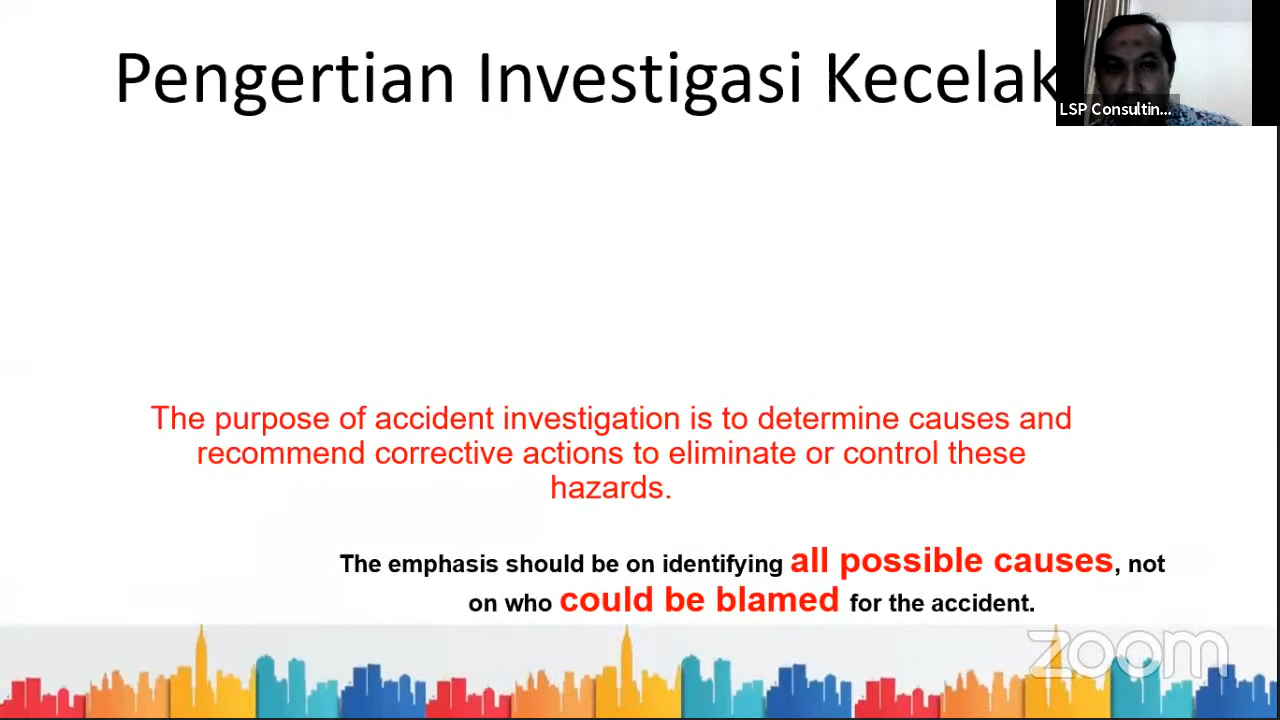 Pengertian Investigasi Kecelak
LSP Consultin...
The purpose of accident investigation is to determine causes and
recommend corrective actions to eliminate or control these
hazards.
The emphasis should be on identifying all possible causes, not
on who could be blamed for the accident.
zoom